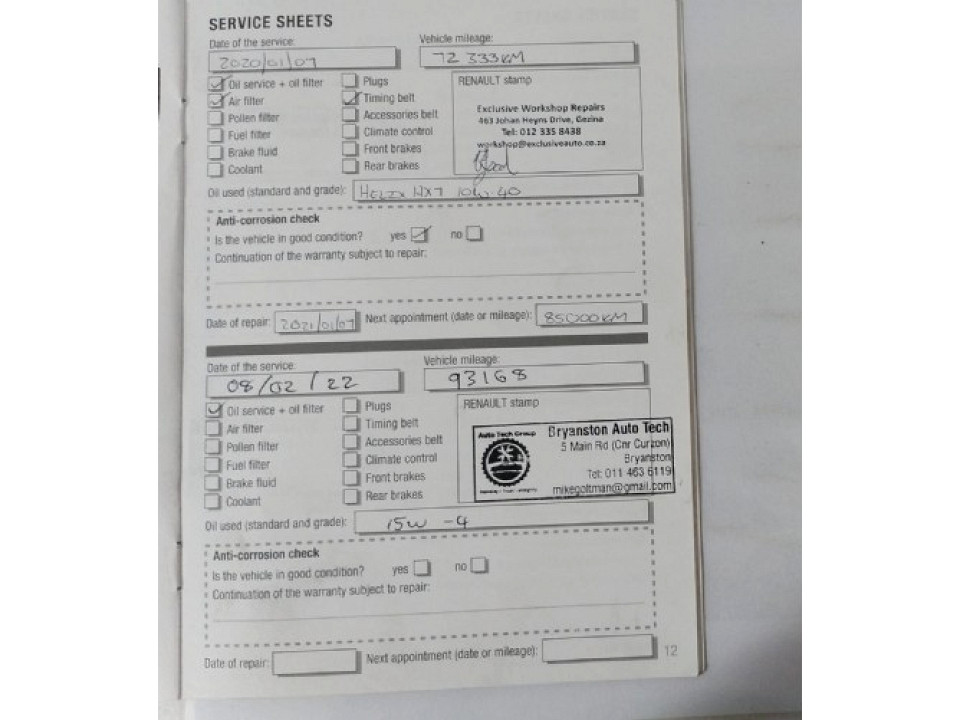 SERVICE SHEETS
Date of the service: Vehicle mileage:
2020/01/07 72 333KM
Oil service + oil filter Plugs RENAULT stamp
Air filter Timing belt
Pollen filter Accessories belt
Fuel filter Climate control
Brake fluid Front brakes
Coolant Rear brakes
Exclusive Workshop Repairs
463 Johan Heyns Drive, Gezina
Tel: 012 335 8438
workshop@exclusiveauto.co.za
Oil used (standard and grade): HELIX HX7 10W-40
Anti-corrosion check
Is the vehicle in good condition? yes no
Continuation of the warranty subject to repair:
Date of repair: 2021/01/07 Next appointment (date or mileage): 85000KM
Date of the service: Vehicle mileage:
08/02/22 93168
Oil service + oil filter Plugs RENAULT stamp
Air filter Timing belt
Pollen filter Accessories belt
Fuel filter Climate control
Brake fluid Front brakes
Coolant Rear brakes
Auto Tech Group
Bryanston Auto Tech
5 Main Rd (Cnr Curzon)
Bryanston
Tel: 011 463 6119
mikegoltman@gmail.com
Oil used (standard and grade): 15W -4
Anti-corrosion check
Is the vehicle in good condition? yes no
Continuation of the warranty subject to repair:
Date of repair: Next appointment (date or mileage): 12